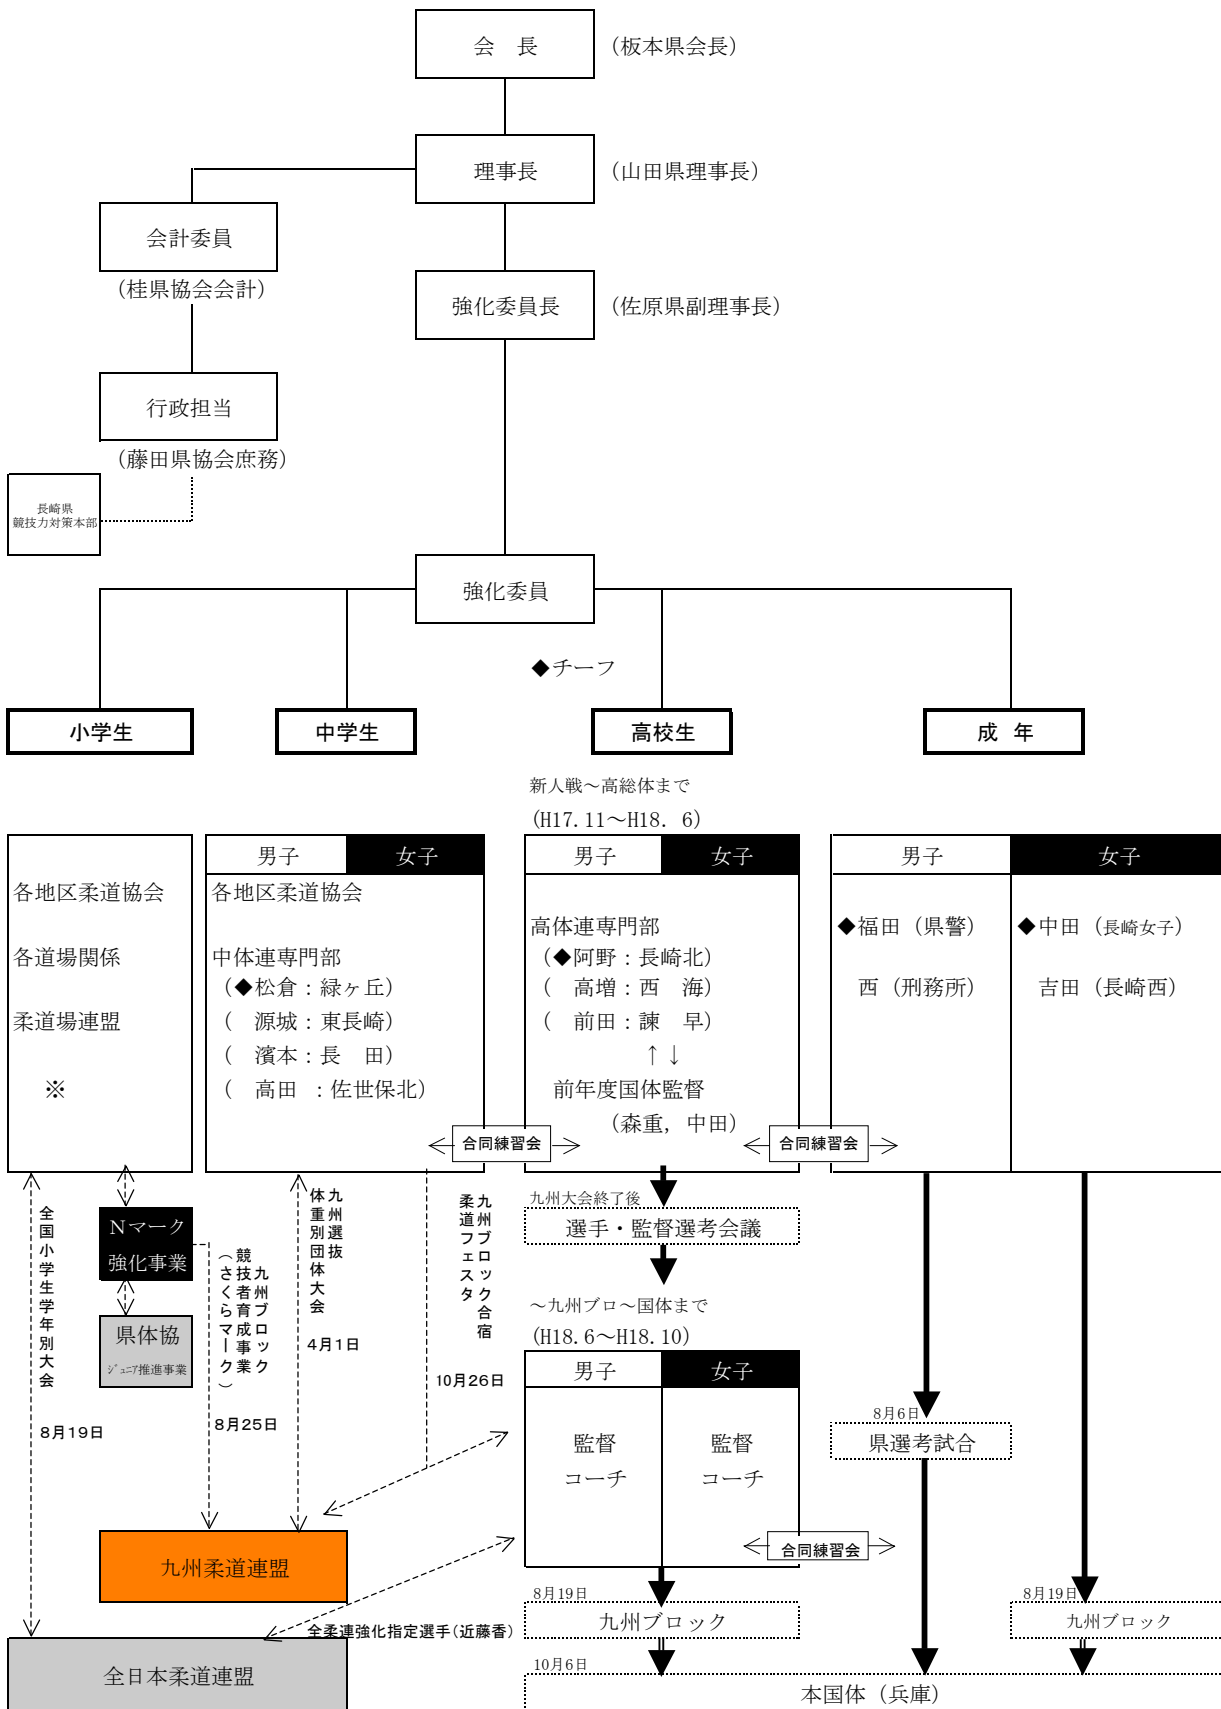 会　長
(板本県会長)
理事長
(山田県理事長)
会計委員
(桂県協会会計)
強化委員長
(佐原県副理事長)
行政担当
(藤田県協会庶務)
長崎県
競技力対策本部
強化委員
◆チーフ
小学生
中学生
高校生
成 年
新人戦～高総体まで
(H17.11～H18. 6)
各地区柔道協会
各道場関係
柔道場連盟
※
男子
女子
各地区柔道協会
中体連専門部
(◆松倉：緑ヶ丘)
(　源城：東長崎)
(　濱本：長　田)
(　高田 ：佐世保北)
男子
女子
高体連専門部
(◆阿野：長崎北)
(　高増：西　海)
(　前田：諫　早)
↑↓
前年度国体監督
(森重，中田)
男子
女子
◆福田（県警）
西（刑務所）
◆中田（長崎女子）
吉田（長崎西）
合同練習会
合同練習会
全国小学生学年別大会
8月19日
Nマーク
強化事業
県体協
ｼﾞｭﾆｱ推進事業
九州ブロック
競技者育成事業
（さくらマーク）
8月25日
九州選抜
体重別団体大会
4月1日
九州ブロック合宿
柔道フェスタ
10月26日
九州大会終了後
選手・監督選考会議
～九州ブロ～国体まで
(H18.6～H18.10)
男子
女子
監督
コーチ
監督
コーチ
合同練習会
8月6日
県選考試合
九州柔道連盟
全柔連強化指定選手(近藤香)
全日本柔道連盟
8月19日
九州ブロック
8月19日
九州ブロック
10月6日
本国体（兵庫）